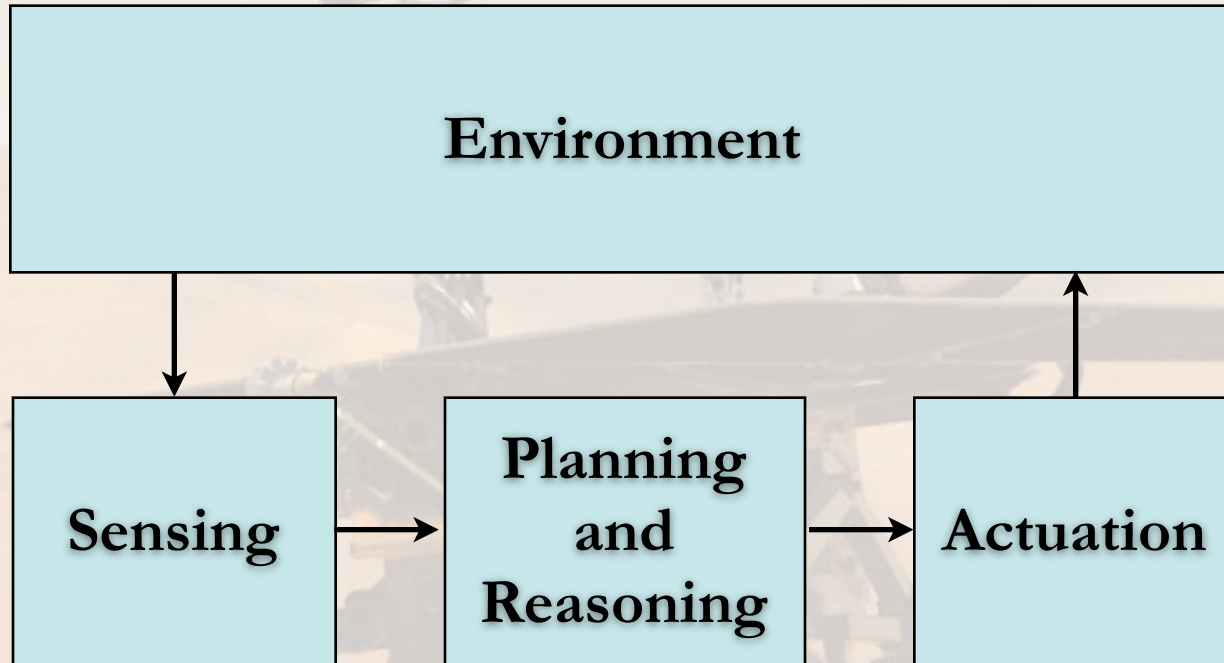 Environment
Sensing
Planning
and
Reasoning
Actuation